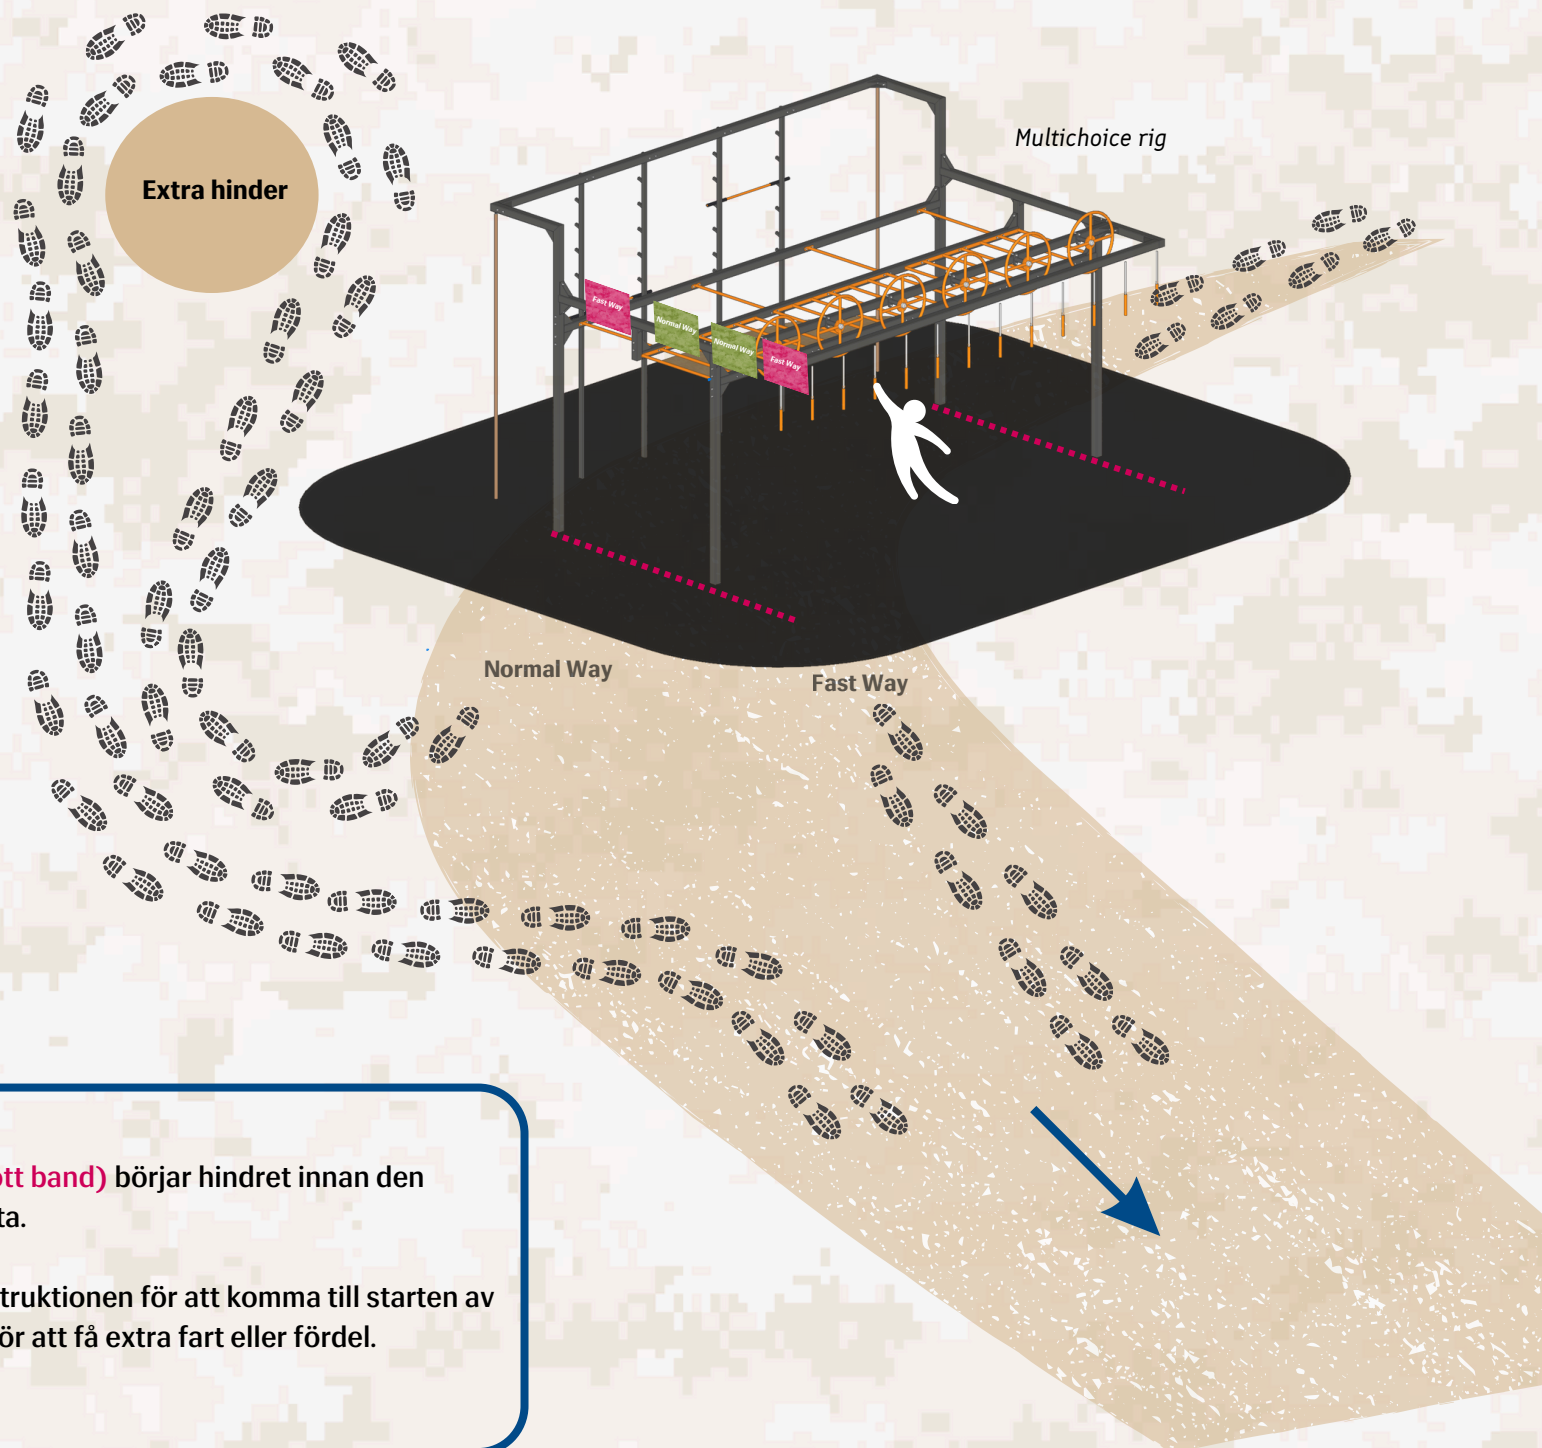 Extra hinder
Multichoice rig
Fast Way
Normal Way
Normal Way
Fast Way
Normal Way
Fast Way
ott band) börjar hindret innan den
ta.
truktionen för att komma till starten av
ör att få extra fart eller fördel.